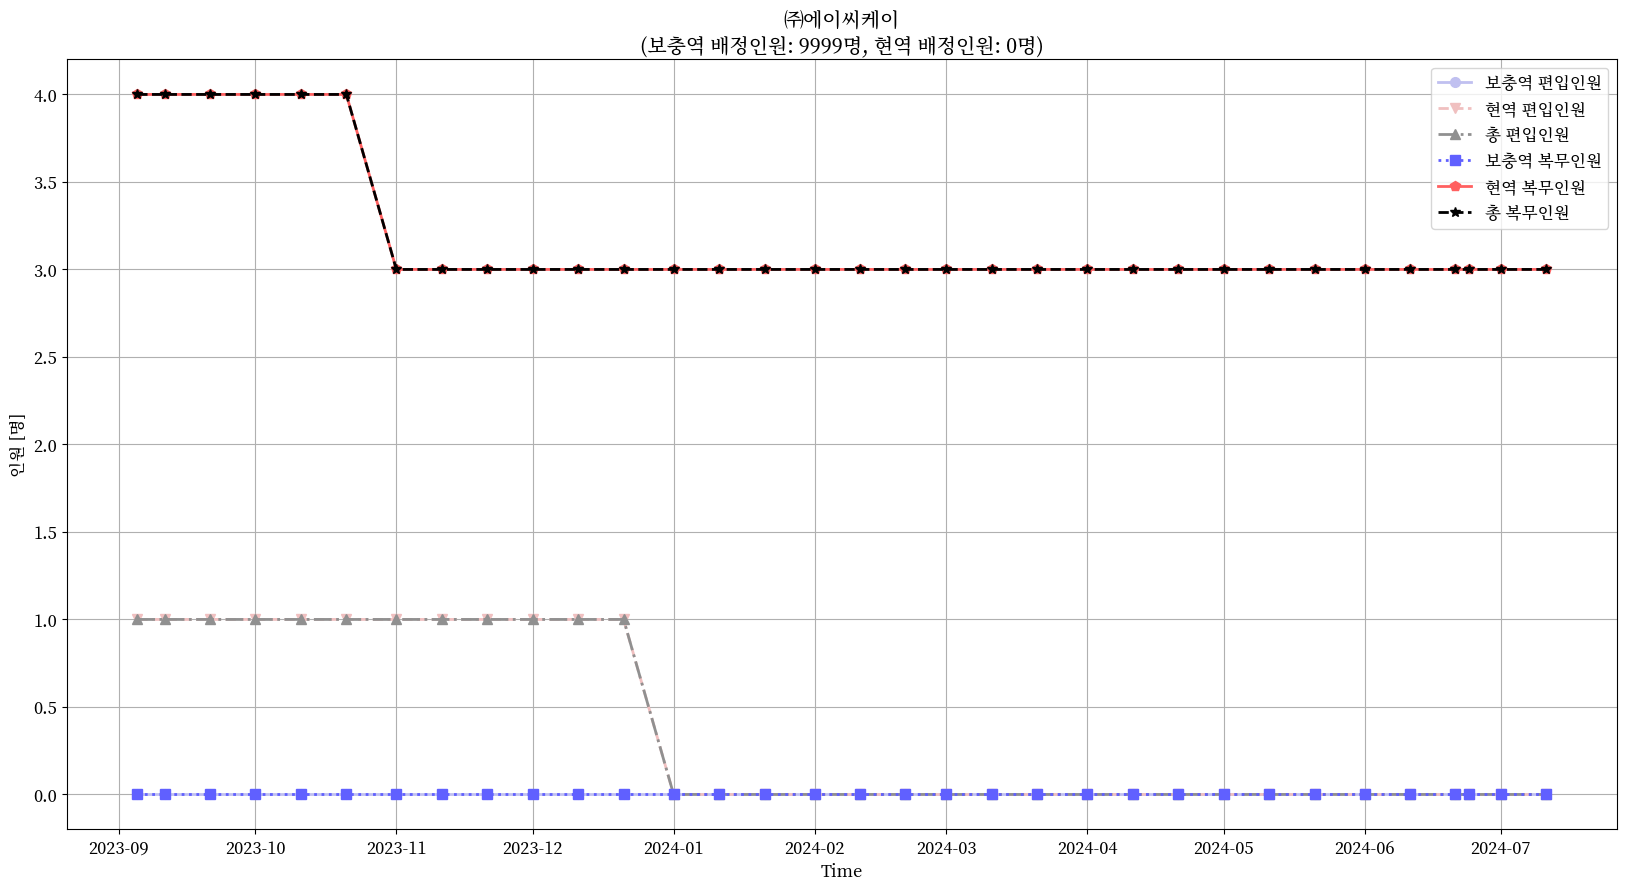 ㈜에이씨케이
(보충역 배정인원: 9999명, 현역 배정인원: 0명)
보충역 편입인원
현역 편입인원
총 편입인원
보충역 복무인원
현역 복무인원
총 복무인원
인원 [명]
4.0
3.5
3.0
2.5
2.0
1.5
1.0
0.5
0.0
2023-09 2023-10 2023-11 2023-12 2024-01 2024-02 2024-03 2024-04 2024-05 2024-06 2024-07
Time